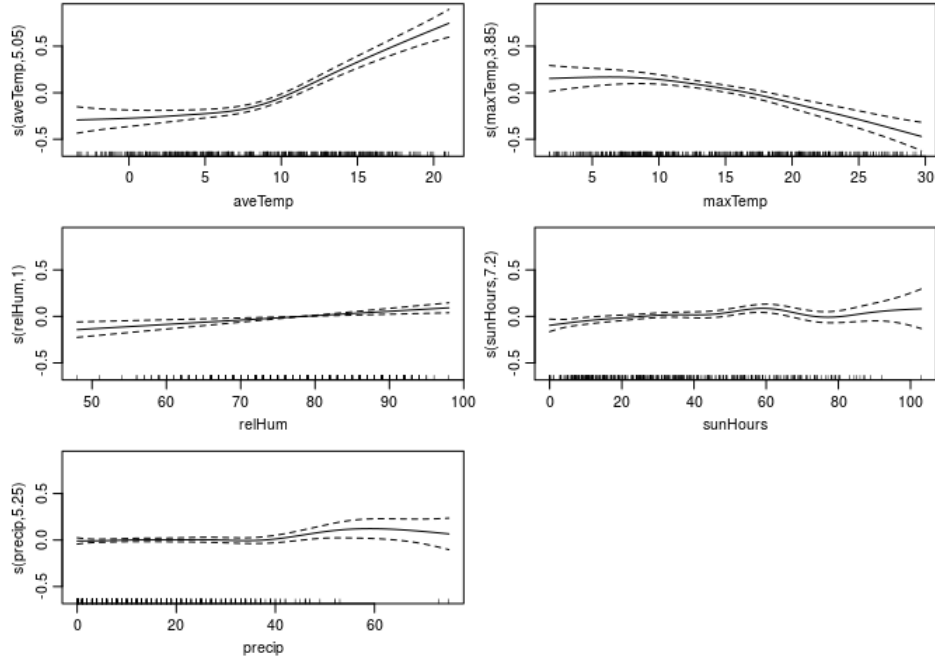 s(aveTemp,5.05)
-0.5 0.0 0.5
0 5 10 15 20
aveTemp
s(maxTemp,3.85)
-0.5 0.0 0.5
5 10 15 20 25 30
maxTemp
s(relHum,1)
-0.5 0.0 0.5
50 60 70 80 90 100
relHum
s(sunHours,7.2)
-0.5 0.0 0.5
0 20 40 60 80 100
sunHours
s(precip,5.25)
-0.5 0.0 0.5
0 20 40 60
precip